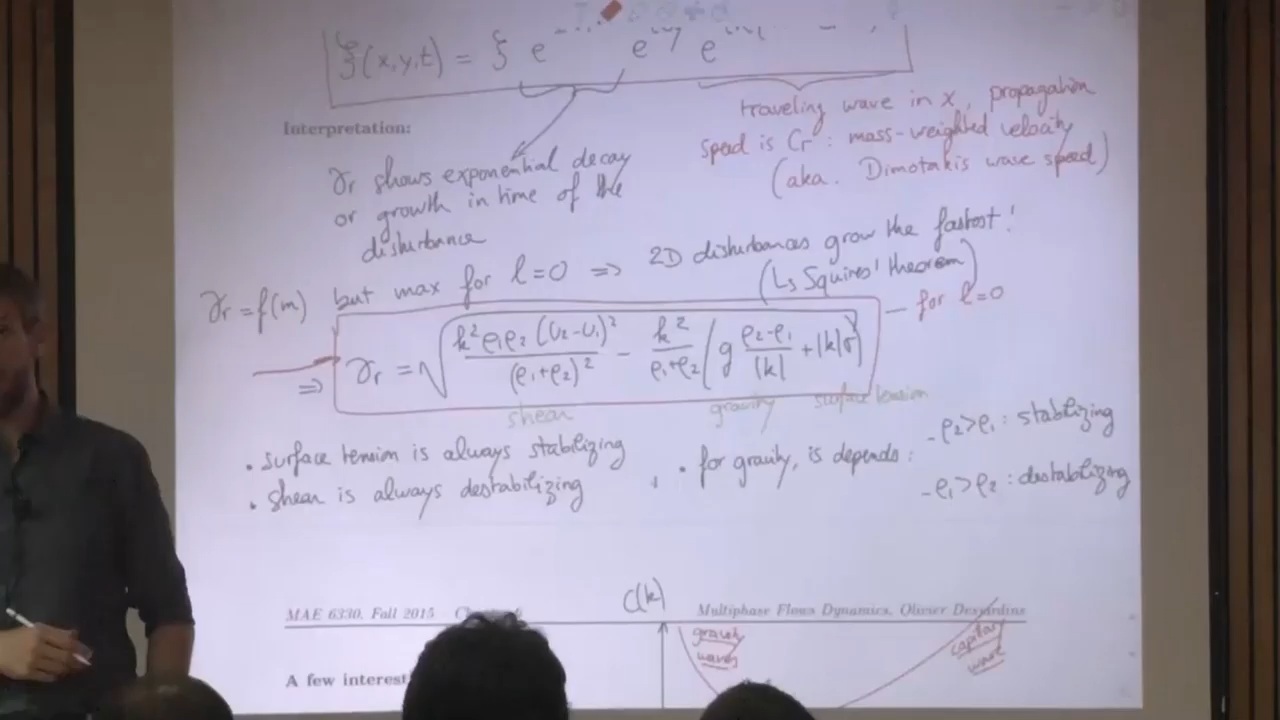 ξ(x,y,t) = ξ e e e
Interpretation:
traveling wave in x, propagation
speed is Cr : mass-weighted velocity
(aka. Dimotakis wave speed)
γr shows exponential decay
or growth in time of the
disturbance
γr = f(m) but max for l=0 => 2D disturbances grow the fastest!
(↳ Squires' theorem)
=> γr = √( k²ρ1ρ2(U2-U1)² / (ρ1+ρ2)² - k² / (ρ1+ρ2) ( g (ρ2-ρ1) / |k| + |k|σ ) ) — for l=0
shear gravity surface tension
• surface tension is always stabilizing
• shear is always destabilizing
• for gravity, is depends :
- ρ2>ρ1 : stabilizing
- ρ1>ρ2 : destabilizing
MAE 6330, Fall 2015
C(k)
Multiphase Flows Dynamics, Olivier Desjardins
gravity
waves
capillary
wave
A few interest